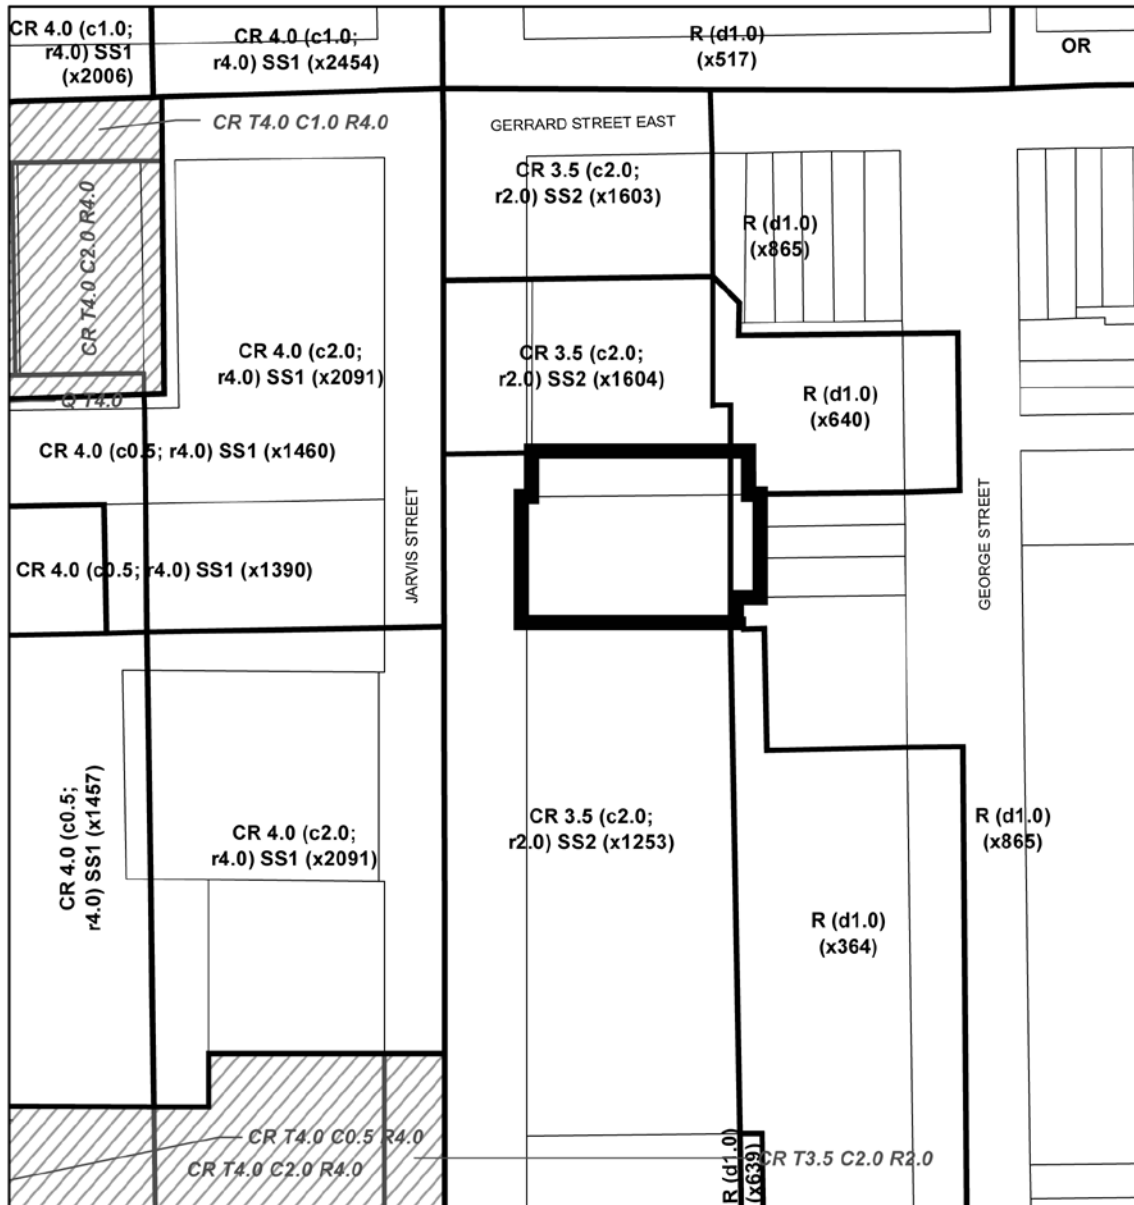 CR 4.0 (c1.0;
r4.0) SS1
(x2006)
CR 4.0 (c1.0;
r4.0) SS1 (x2454)
R (d1.0)
(x517)
OR
CR T4.0 C1.0 R4.0
GERRARD STREET EAST
CR 3.5 (c2.0;
r2.0) SS2 (x1603)
R (d1.0)
(x865)
CR T4.0 C2.0 R4.0
CR 4.0 (c2.0;
r4.0) SS1 (x2091)
CR 3.5 (c2.0;
r2.0) SS2 (x1604)
R (d1.0)
(x640)
Q T4.0
CR 4.0 (c0.5; r4.0) SS1 (x1460)
JARVIS STREET
GEORGE STREET
CR 4.0 (c0.5; r4.0) SS1 (x1390)
CR 4.0 (c0.5;
r4.0) SS1 (x1457)
CR 4.0 (c2.0;
r4.0) SS1 (x2091)
CR 3.5 (c2.0;
r2.0) SS2 (x1253)
R (d1.0)
(x865)
R (d1.0)
(x364)
CR T4.0 C0.5 R4.0
CR T4.0 C2.0 R4.0
R (d1.0)
(x639)
CR T3.5 C2.0 R2.0